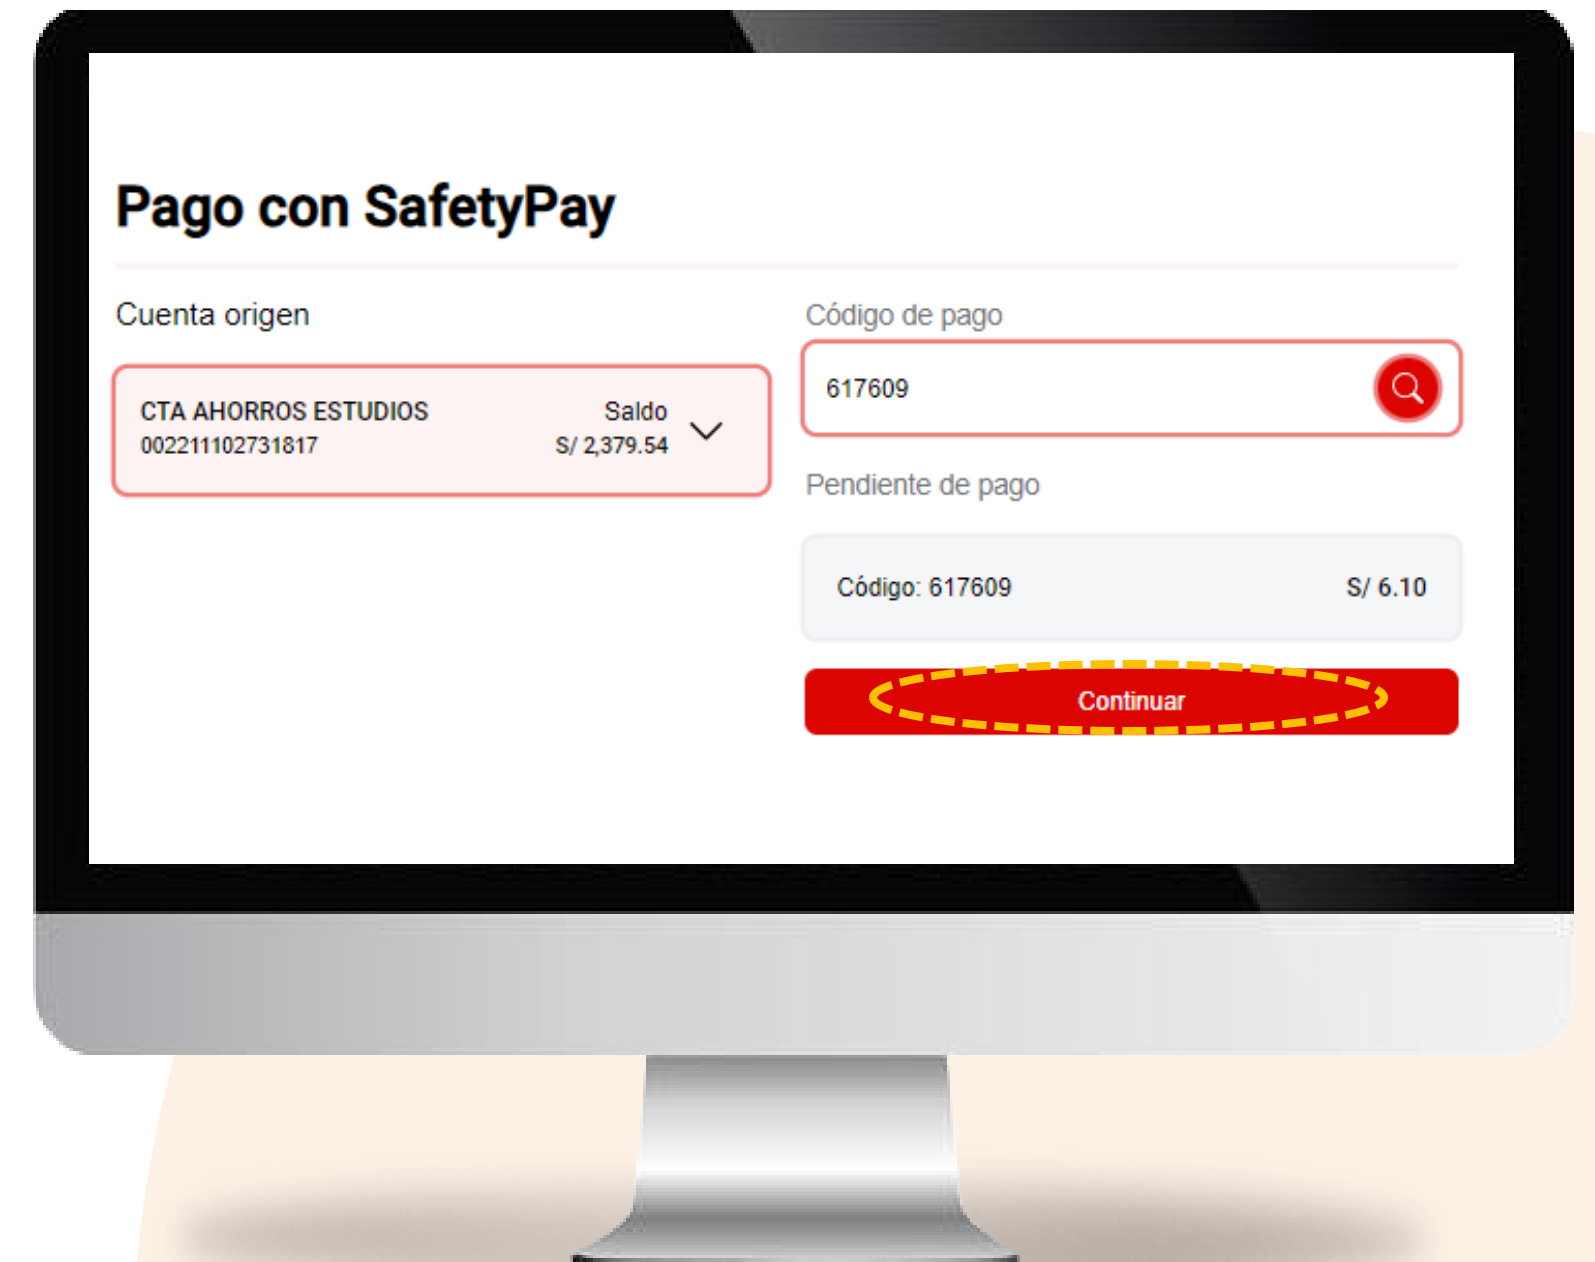 Pago con SafetyPay
Cuenta origen
CTA AHORROS ESTUDIOS Saldo
002211102731817 S/ 2,379.54
Código de pago
617609
Pendiente de pago
Código: 617609 S/ 6.10
Continuar